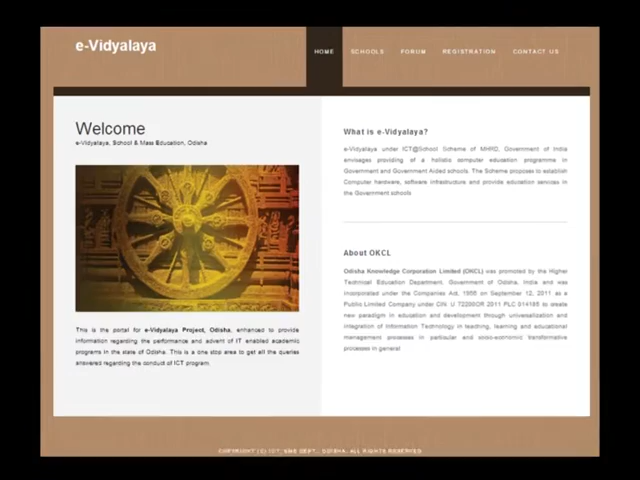 e-Vidyalaya
HOME SCHOOLS FORUM REGISTRATION CONTACT US
Welcome
e-Vidyalaya, School & Mass Education, Odisha
This is the portal for e-Vidyalaya Project, Odisha, enhanced to provide
information regarding the performance and advent of IT enabled academic
programs in the state of Odisha. This is a one stop area to get all the queries
answered regarding the conduct of ICT program.
What is e-Vidyalaya?
e-Vidyalaya under ICT@School Scheme of MHRD, Government of India
envisages providing of a holistic computer education programme in
Government and Government Aided schools. The Scheme proposes to establish
Computer hardware, software infrastructure and provide education services in
the Government schools
About OKCL
Odisha Knowledge Corporation Limited (OKCL) was promoted by the Higher
Technical Education Department, Government of Odisha, India and was
incorporated under the Companies Act, 1956 on September 12, 2011 as a
Public Limited Company under CIN U 72200OR 2011 PLC 014185 to create
new paradigm in education and development through universalization and
integration of Information Technology in teaching, learning and educational
management processes in particular and socio-economic transformative
processes in general
COPYRIGHT (C) ICT, SME DEPT., ODISHA. ALL RIGHTS RESERVED